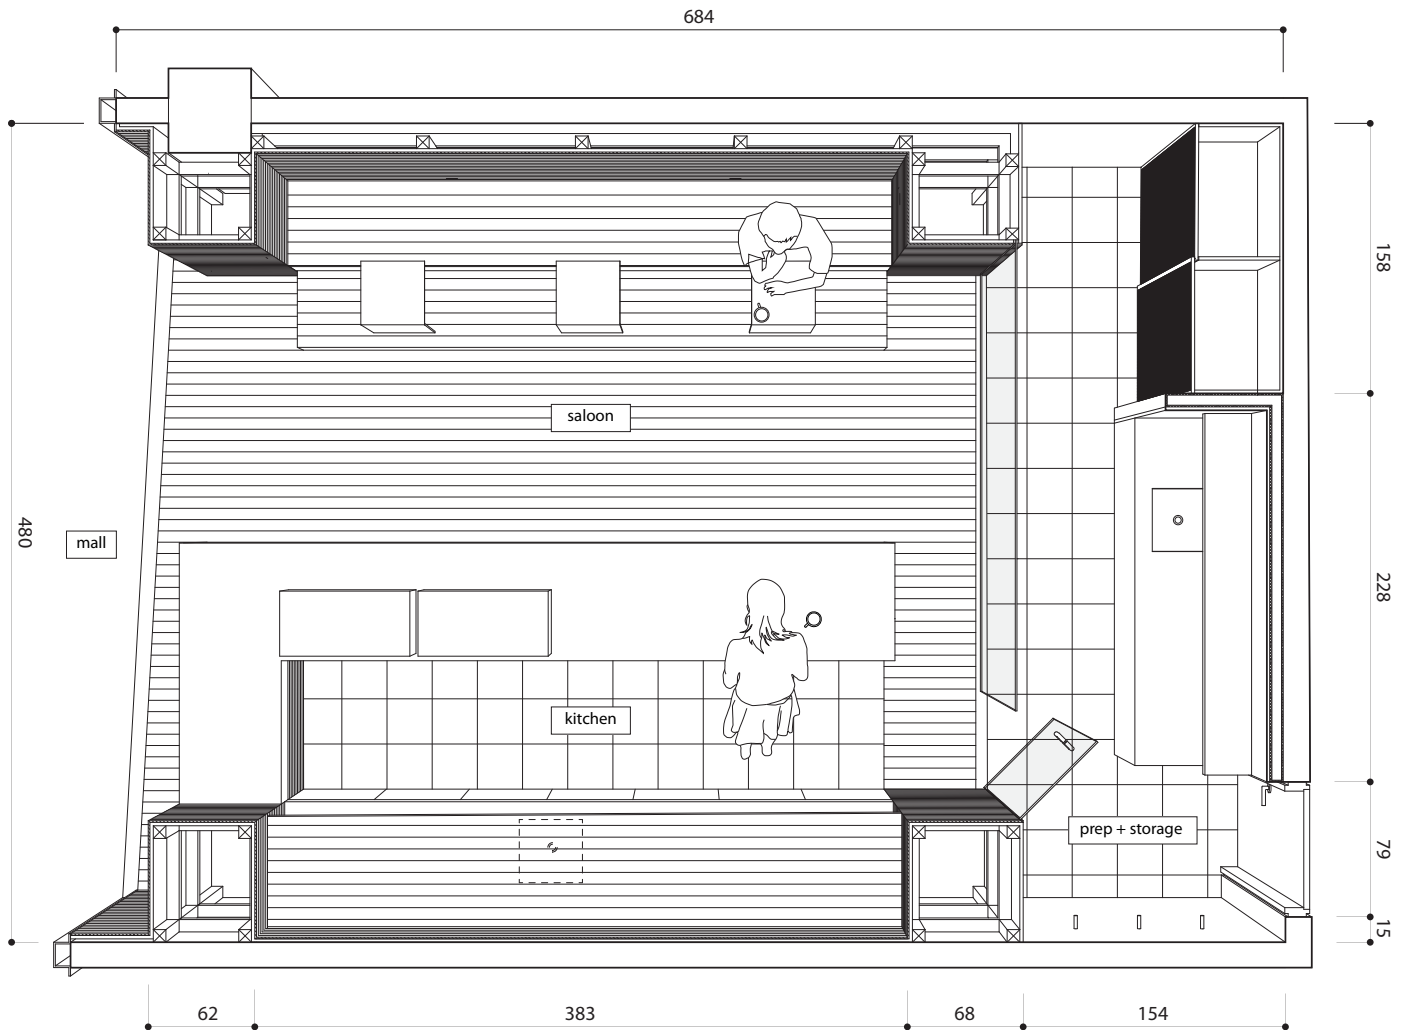 684
158
saloon
480
mall
228
kitchen
prep + storage
79
15
62
383
68
154